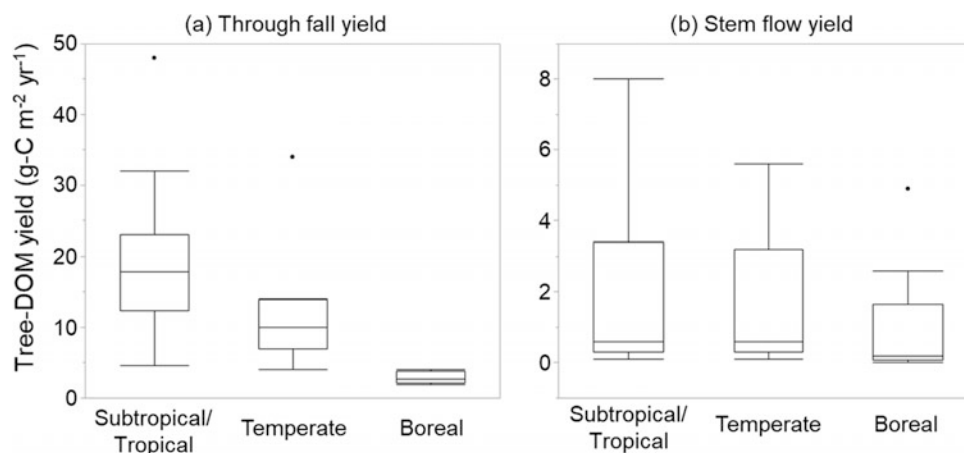 (a) Through fall yield
(b) Stem flow yield
Tree-DOM yield (g-C m⁻² yr⁻¹)
50
40
30
20
10
0
8
6
4
2
0
Subtropical/
Tropical
Temperate
Boreal
Subtropical/
Tropical
Temperate
Boreal